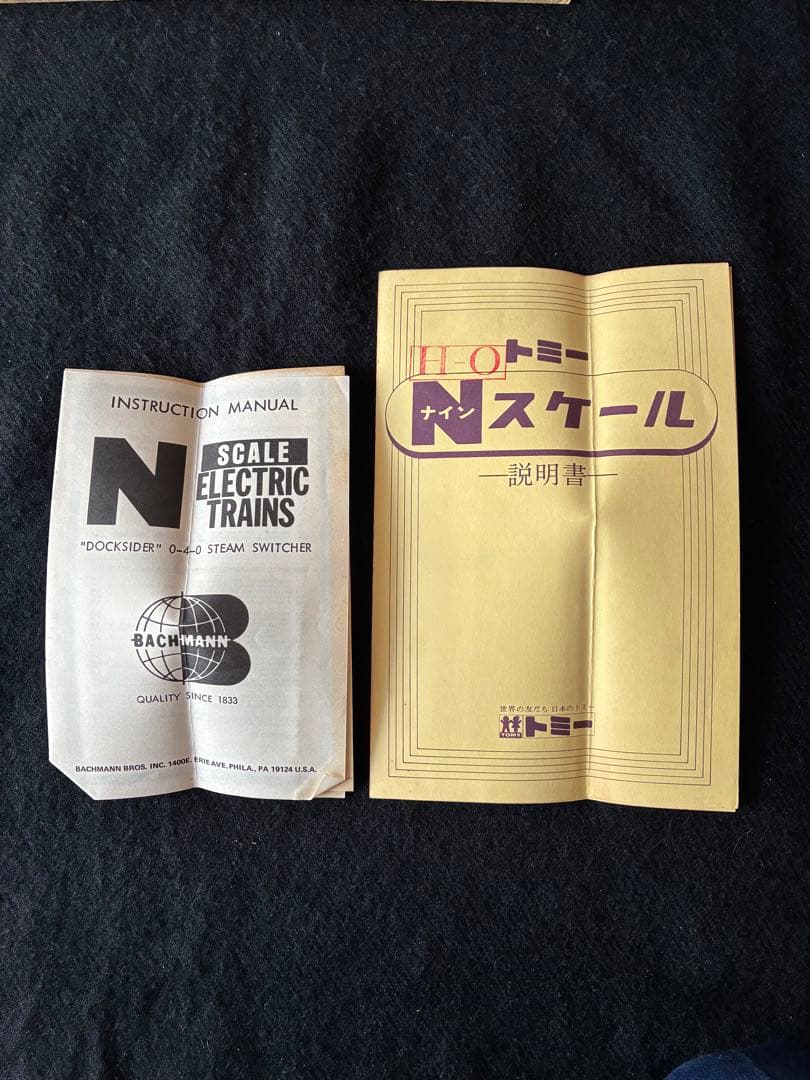 INSTRUCTION MANUAL
N SCALE
ELECTRIC
TRAINS
"DOCKSIDER" 0-4-0 STEAM SWITCHER
BACHMANN
QUALITY SINCE 1833
BACHMANN BROS. INC. 1400E. ERIE AVE. PHILA., PA 19124 U.S.A.
H-O トミー
Nナインスケール
—説明書—
世界の友だち 日本のトミー
TOMY トミー